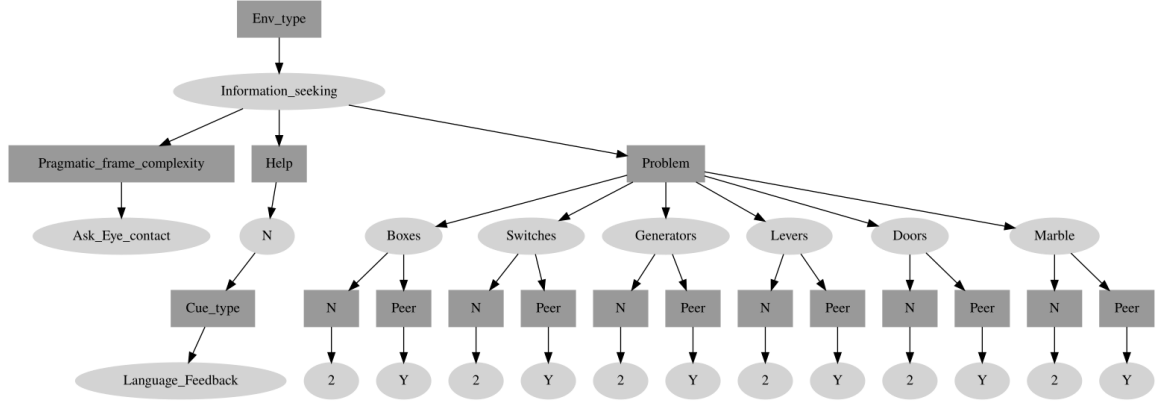 Env_type
Information_seeking
Pragmatic_frame_complexity Help Problem
Ask_Eye_contact N Boxes Switches Generators Levers Doors Marble
Cue_type N Peer N Peer N Peer N Peer N Peer N Peer
Language_Feedback 2 Y 2 Y 2 Y 2 Y 2 Y 2 Y